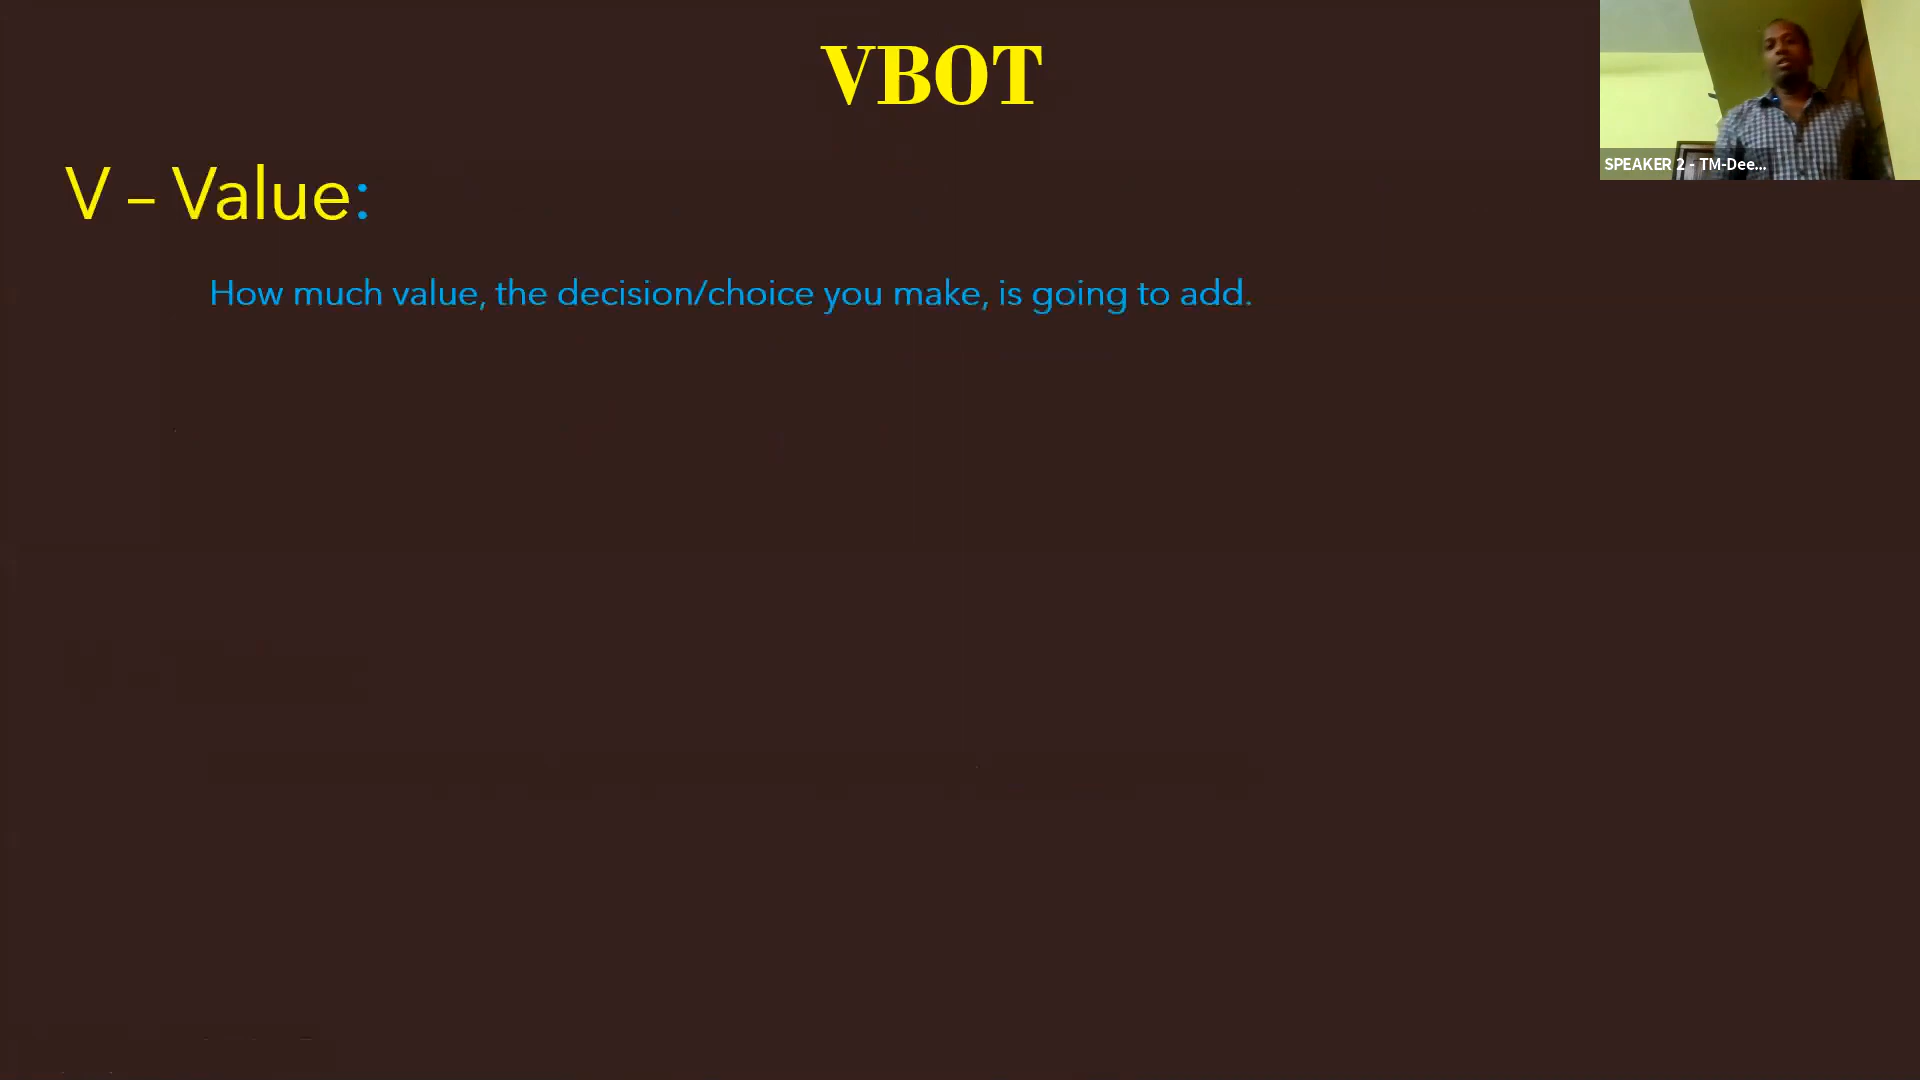 VBOT
SPEAKER 2 - TM-Dee...
V – Value:
How much value, the decision/choice you make, is going to add.